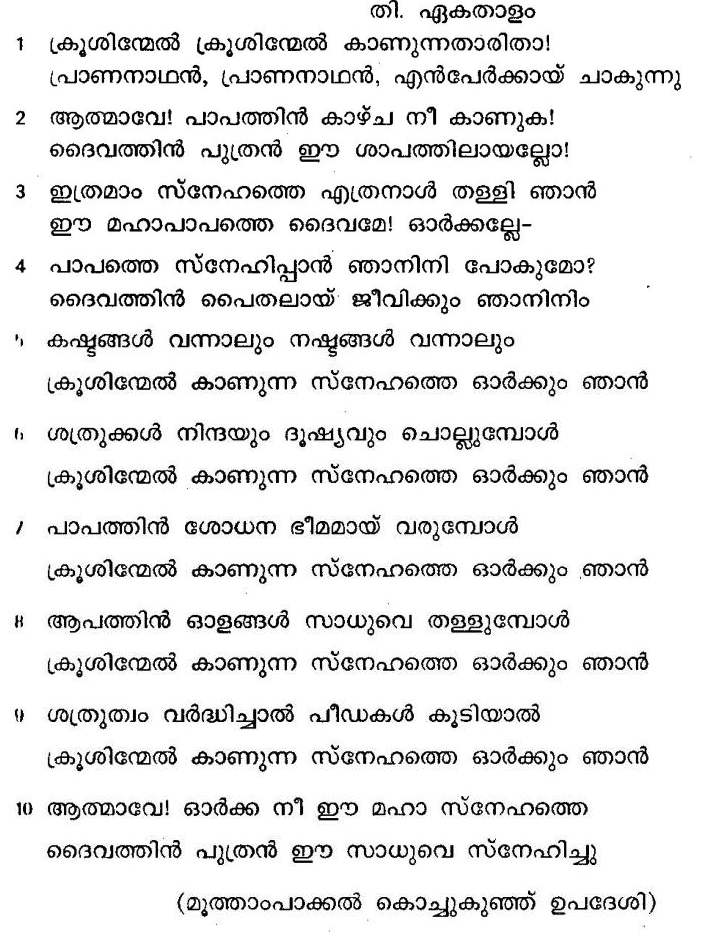 തി. ഏകതാളം
1 ക്രൂശിന്മേൽ ക്രൂശിന്മേൽ കാണുന്നതാരിതാ!
പ്രാണനാഥൻ, പ്രാണനാഥൻ, എൻപേർക്കായ് ചാകുന്നു
2 ആത്മാവേ! പാപത്തിൻ കാഴ്ച നീ കാണുക!
ദൈവത്തിൻ പുത്രൻ ഈ ശാപത്തിലായല്ലോ!
3 ഇത്രമാം സ്നേഹത്തെ എത്രനാൾ തള്ളി ഞാൻ
ഈ മഹാപാപത്തെ ദൈവമേ! ഓർക്കല്ലേ-
4 പാപത്തെ സ്നേഹിപ്പാൻ ഞാനിനി പോകുമോ?
ദൈവത്തിൻ പൈതലായ് ജീവിക്കും ഞാനിനിം
5 കഷ്ടങ്ങൾ വന്നാലും നഷ്ടങ്ങൾ വന്നാലും
ക്രൂശിന്മേൽ കാണുന്ന സ്നേഹത്തെ ഓർക്കും ഞാൻ
6 ശത്രുക്കൾ നിന്ദയും ദൂഷ്യവും ചൊല്ലുമ്പോൾ
ക്രൂശിന്മേൽ കാണുന്ന സ്നേഹത്തെ ഓർക്കും ഞാൻ
7 പാപത്തിൻ ശോധന ഭീമമായ് വരുമ്പോൾ
ക്രൂശിന്മേൽ കാണുന്ന സ്നേഹത്തെ ഓർക്കും ഞാൻ
8 ആപത്തിൻ ഓളങ്ങൾ സാധുവെ തള്ളുമ്പോൾ
ക്രൂശിന്മേൽ കാണുന്ന സ്നേഹത്തെ ഓർക്കും ഞാൻ
9 ശത്രുത്വം വർദ്ധിച്ചാൽ പീഡകൾ കൂടിയാൽ
ക്രൂശിന്മേൽ കാണുന്ന സ്നേഹത്തെ ഓർക്കും ഞാൻ
10 ആത്മാവേ! ഓർക്ക നീ ഈ മഹാ സ്നേഹത്തെ
ദൈവത്തിൻ പുത്രൻ ഈ സാധുവെ സ്നേഹിച്ചു
(മൂത്താംപാക്കൽ കൊച്ചുകുഞ്ഞ് ഉപദേശി)